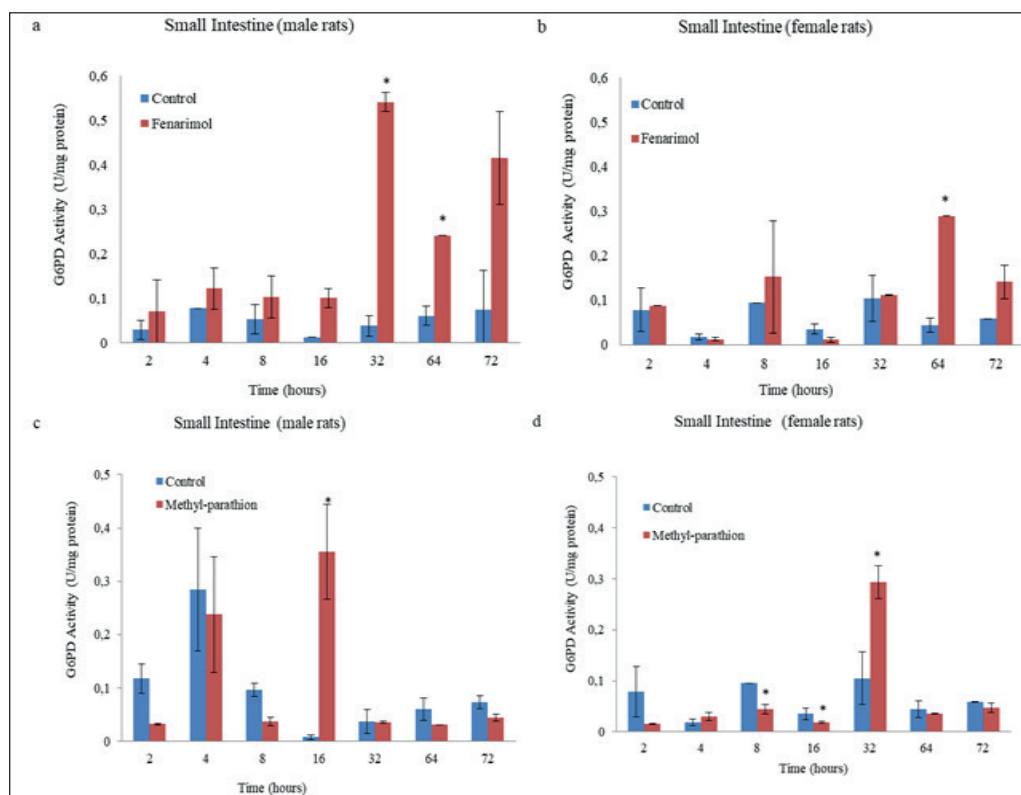 a
Small Intestine (male rats)
0,6
0,5
0,4
0,3
0,2
0,1
0
G6PD Activity (U/mg protein)
Control
Fenarimol
*
*
2 4 8 16 32 64 72
Time (hours)
b
Small Intestine (female rats)
0,6
0,5
0,4
0,3
0,2
0,1
0
G6PD Activity (U/mg protein)
Control
Fenarimol
*
2 4 8 16 32 64 72
Time (hours)
c
Small Intestine (male rats)
0,5
0,4
0,3
0,2
0,1
0
G6PD Activity (U/mg protein)
Control
Methyl-parathion
*
2 4 8 16 32 64 72
Time (hours)
d
Small Intestine (female rats)
0,5
0,4
0,3
0,2
0,1
0
G6PD Activity (U/mg protein)
Control
Methyl-parathion
*
*
*
2 4 8 16 32 64 72
Time (hours)